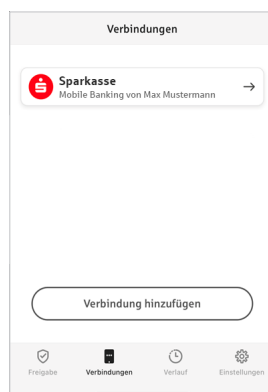 Verbindungen
Sparkasse
Mobile Banking von Max Mustermann
Verbindung hinzufügen
Freigabe Verbindungen Verlauf Einstellungen